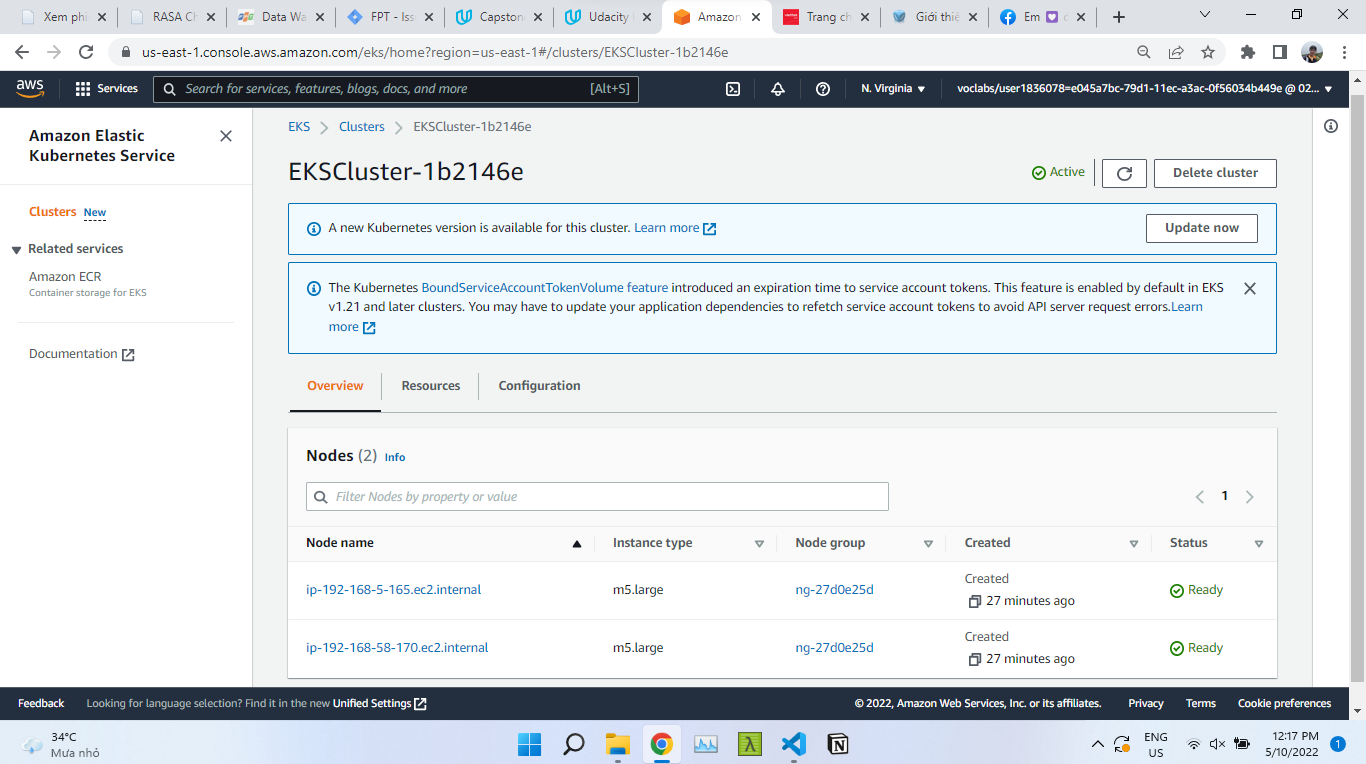 Xem phi
RASA Ch
Data Wa
FPT - Iss
Capston
Udacity
Amazon
Trang ch
Giới thiệ
Em
us-east-1.console.aws.amazon.com/eks/home?region=us-east-1#/clusters/EKSCluster-1b2146e
aws
Services
Search for services, features, blogs, docs, and more
[Alt+S]
N. Virginia
voclabs/user1836078=e045a7bc-79d1-11ec-a3ac-0f56034b449e @ 02...
Amazon Elastic
Kubernetes Service
Clusters New
Related services
Amazon ECR
Container storage for EKS
Documentation
EKS
Clusters
EKSCluster-1b2146e
EKSCluster-1b2146e
Active
Delete cluster
A new Kubernetes version is available for this cluster. Learn more
Update now
The Kubernetes BoundServiceAccountTokenVolume feature introduced an expiration time to service account tokens. This feature is enabled by default in EKS
v1.21 and later clusters. You may have to update your application dependencies to refetch service account tokens to avoid API server request errors.Learn
more
Overview
Resources
Configuration
Nodes (2) Info
Filter Nodes by property or value
1
Node name
Instance type
Node group
Created
Status
ip-192-168-5-165.ec2.internal
m5.large
ng-27d0e25d
Created
27 minutes ago
Ready
ip-192-168-58-170.ec2.internal
m5.large
ng-27d0e25d
Created
27 minutes ago
Ready
Feedback
Looking for language selection? Find it in the new Unified Settings
© 2022, Amazon Web Services, Inc. or its affiliates.
Privacy
Terms
Cookie preferences
34°C
Mưa nhỏ
ENG
US
12:17 PM
5/10/2022
1